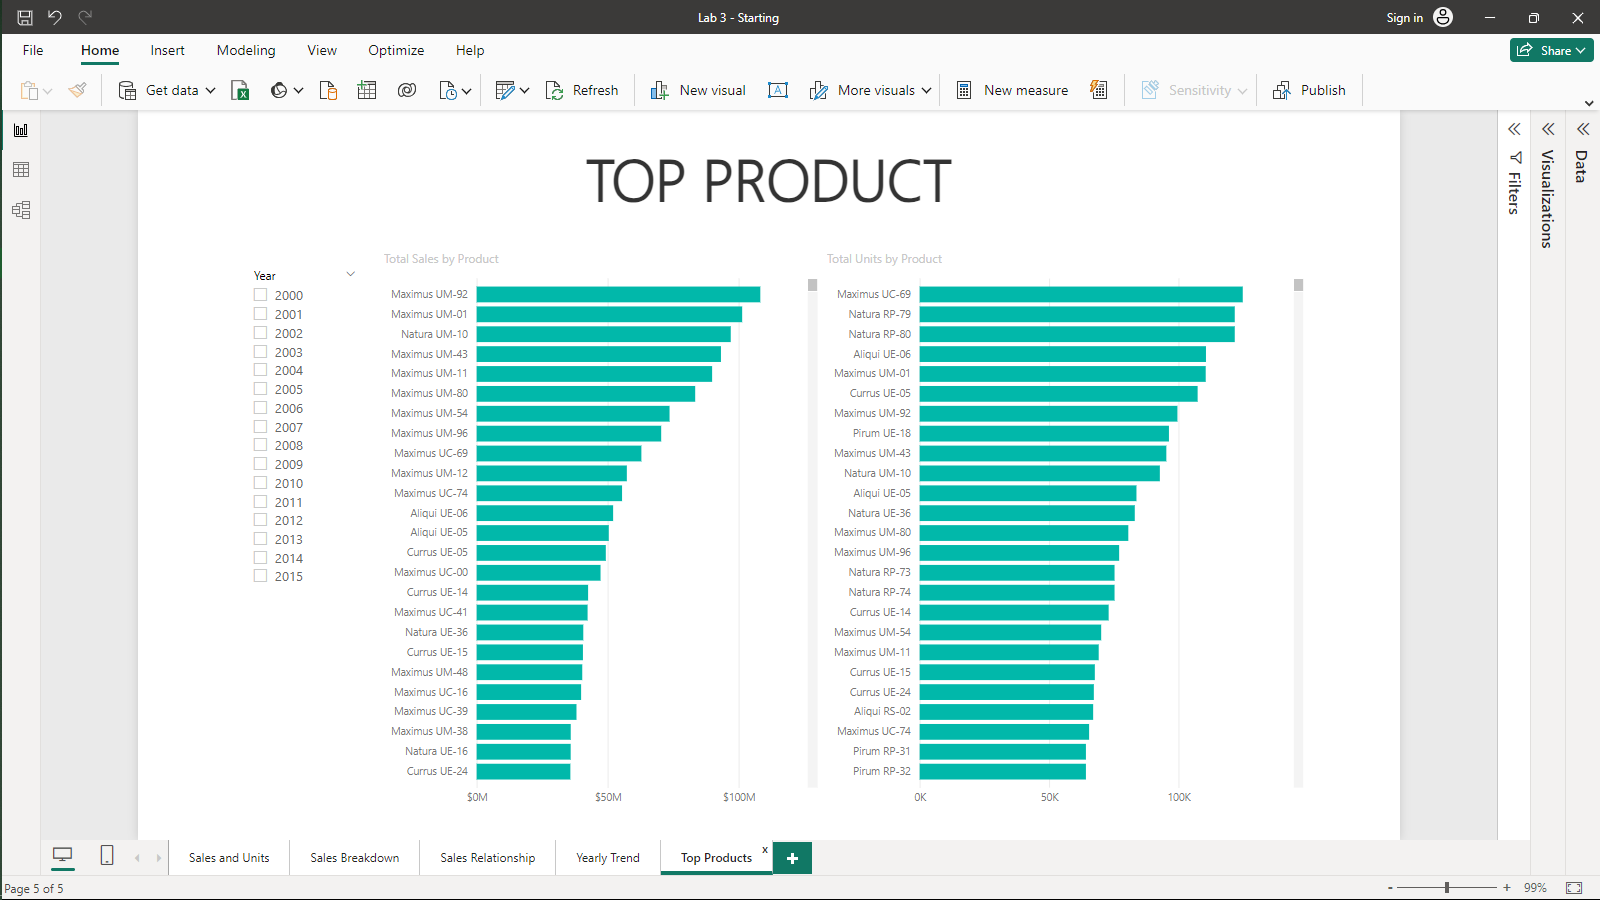 Lab 3 - Starting
Sign in
File Home Insert Modeling View Optimize Help
Share
Get data
Refresh
New visual
A
More visuals
New measure
Sensitivity
Publish
TOP PRODUCT
Year
2000
2001
2002
2003
2004
2005
2006
2007
2008
2009
2010
2011
2012
2013
2014
2015
Total Sales by Product
Maximus UM-92
Maximus UM-01
Natura UM-10
Maximus UM-43
Maximus UM-11
Maximus UM-80
Maximus UM-54
Maximus UM-96
Maximus UC-69
Maximus UM-12
Maximus UC-74
Aliqui UE-06
Aliqui UE-05
Currus UE-05
Maximus UC-00
Currus UE-14
Maximus UC-41
Natura UE-36
Currus UE-15
Maximus UM-48
Maximus UC-16
Maximus UC-39
Maximus UM-38
Natura UE-16
Currus UE-24
$0M $50M $100M
Total Units by Product
Maximus UC-69
Natura RP-79
Natura RP-80
Aliqui UE-06
Maximus UM-01
Currus UE-05
Maximus UM-92
Pirum UE-18
Maximus UM-43
Natura UM-10
Aliqui UE-05
Natura UE-36
Maximus UM-80
Maximus UM-96
Natura RP-73
Natura RP-74
Currus UE-14
Maximus UM-54
Maximus UM-11
Currus UE-15
Currus UE-24
Aliqui RS-02
Maximus UC-74
Pirum RP-31
Pirum RP-32
0K 50K 100K
Filters
Visualizations
Data
Sales and Units
Sales Breakdown
Sales Relationship
Yearly Trend
Top Products
x
+
Page 5 of 5
- + 99%